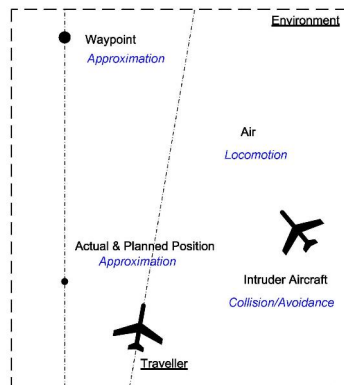 Environment
Waypoint
Approximation
Air
Locomotion
Actual & Planned Position
Approximation
Intruder Aircraft
Collision/Avoidance
Traveller